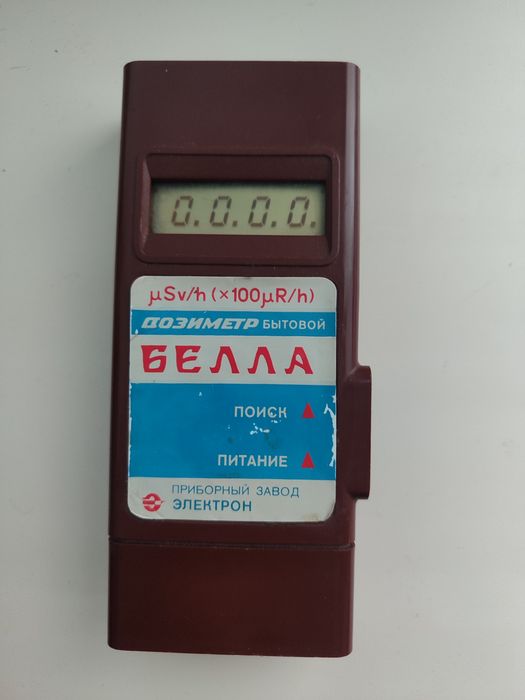 0.0.0.0.
µSv/h (×100µR/h)
ДОЗИМЕТР БЫТОВОЙ
БЕЛЛА
ПОИСК ▲
ПИТАНИЕ ▲
ПРИБОРНЫЙ ЗАВОД
ЭЛЕКТРОН